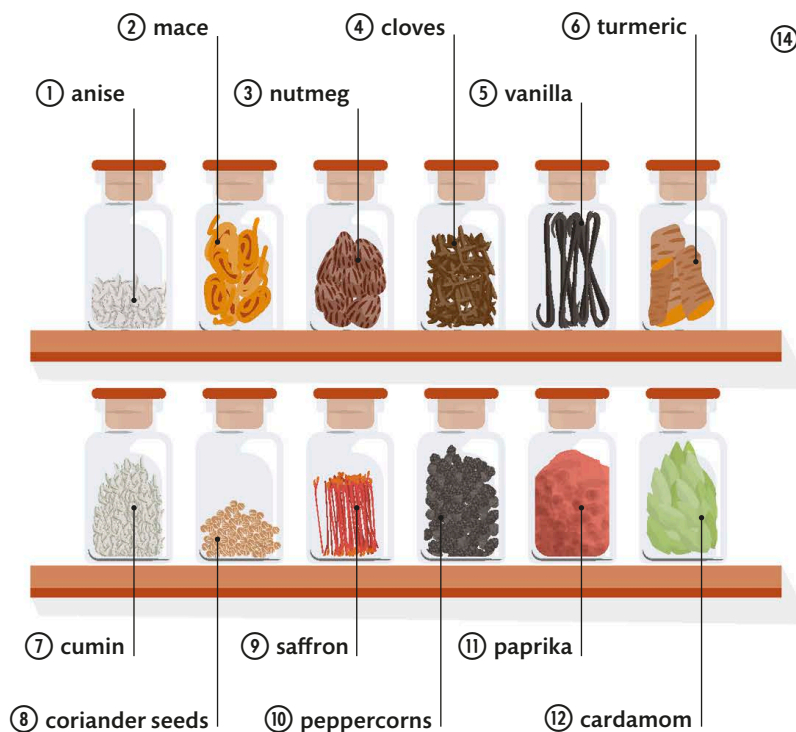 ① anise
② mace
③ nutmeg
④ cloves
⑤ vanilla
⑥ turmeric
⑭
⑦ cumin
⑧ coriander seeds
⑨ saffron
⑩ peppercorns
⑪ paprika
⑫ cardamom